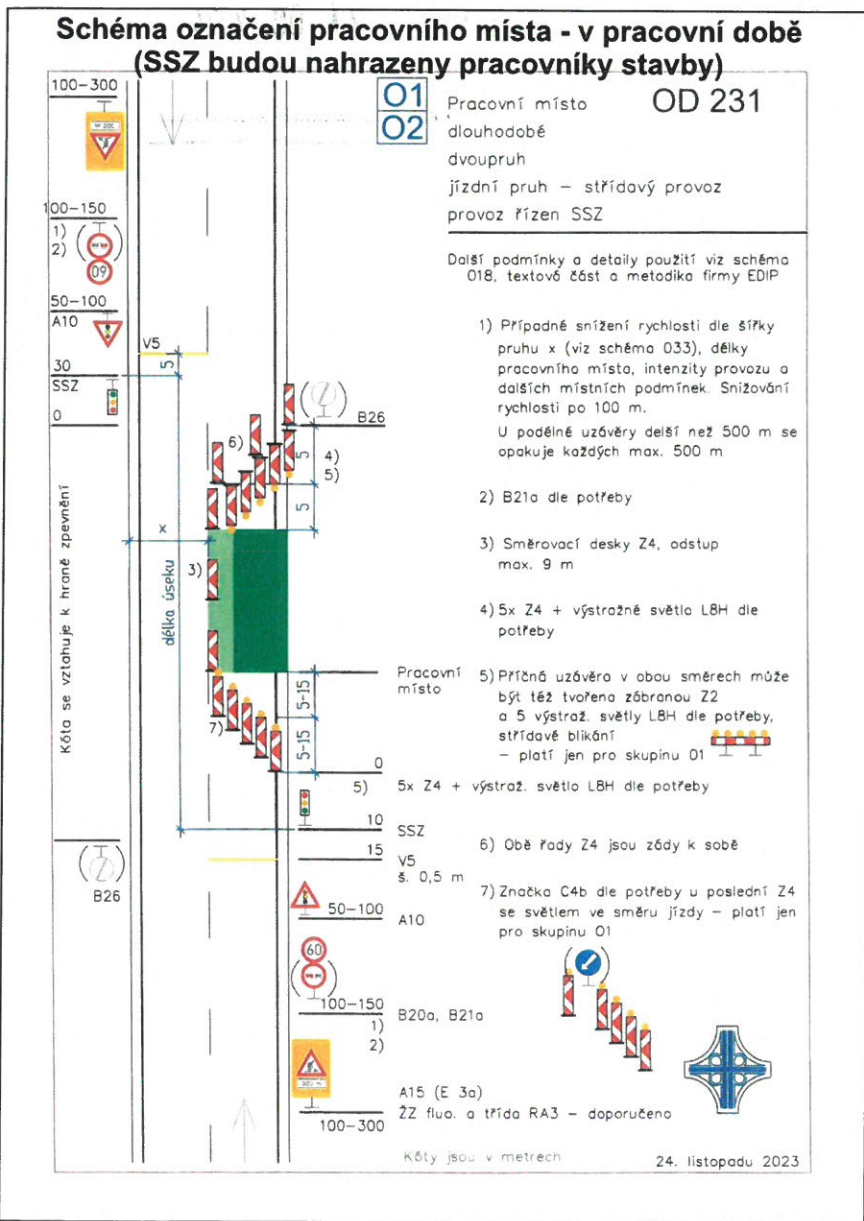 Schéma označení pracovního místa - v pracovní době
(SSZ budou nahrazeny pracovníky stavby)
100-300
O1
O2
Pracovní místo
OD 231
dlouhodobé
dvoupruh
jízdní pruh – střídavý provoz
provoz řízen SSZ
100-150
1)
2)
50-100
A10
V5
30
SSZ
0
5
Další podmínky a detaily použití viz schéma
018, textová část a metodika firmy EDIP
1) Případné snížení rychlosti dle šířky
pruhu x (viz schéma 033), délky
pracovního místa, intenzity provozu a
dalších místních podmínek. Snižování
rychlosti po 100 m.
U podélné uzávěry delší než 500 m se
opakuje každých max. 500 m
B26
6)
5
4)
5)
5
x
3)
délka úseku
Kóta se vztahuje k hraně zpevnění
2) B21a dle potřeby
3) Směrovací desky Z4, odstup
max. 9 m
4) 5x Z4 + výstražné světlo L8H dle
potřeby
Pracovní
místo
5) Příčná uzávěra v obou směrech může
být též tvořena zábranou Z2
a 5 výstraž. světly L8H dle potřeby,
střídavé blikání
– platí jen pro skupinu O1
5-15
5-15
7)
0
5)
5x Z4 + výstraž. světlo L8H dle potřeby
10
SSZ
15
V5
š. 0,5 m
6) Obě řady Z4 jsou zády k sobě
B26
50-100
A10
7) Značka C4b dle potřeby u poslední Z4
se světlem ve směru jízdy – platí jen
pro skupinu O1
60
100-150
B20a, B21a
1)
2)
A15 (E 3a)
ŽZ fluo. a třída RA3 – doporučeno
100-300
Kóty jsou v metrech
24. listopadu 2023